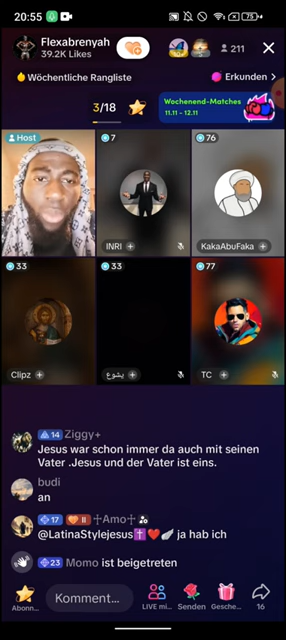 20:55
75
Flexabrenyah
39.2K Likes
211
Wöchentliche Rangliste
Erkunden >
3/18
Wochenend-Matches
11.11 - 12.11
Host
7
76
INRI +
KakaAbuFaka +
33
33
77
Clipz +
يشوع +
TC +
14 Ziggy+
Jesus war schon immer da auch mit seinen
Vater .Jesus und der Vater ist eins.
budi
an
17 II ♱Amo♱
@LatinaStylejesus✝️❤️🪽 ja hab ich
23 Momo ist beigetreten
Abonn...
Komment...
LIVE mi...
Senden
Gesche...
16